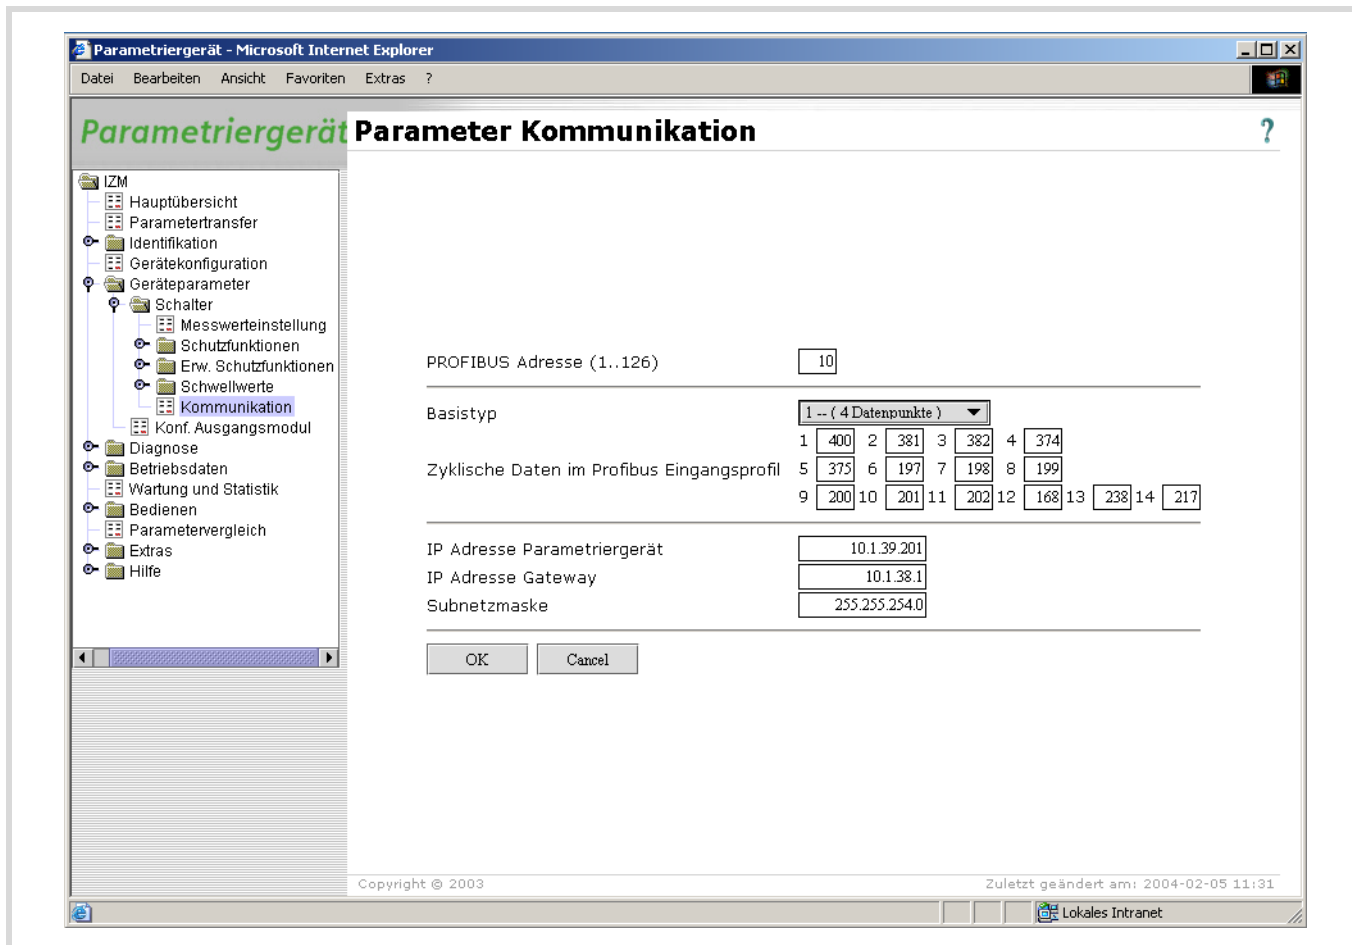 Parametriergerät - Microsoft Internet Explorer
Datei Bearbeiten Ansicht Favoriten Extras ?
Parametriergerät
Parameter Kommunikation ?
IZM
Hauptübersicht
Parametertransfer
Identifikation
Gerätekonfiguration
Geräteparameter
Schalter
Messwerteinstellung
Schutzfunktionen
Erw. Schutzfunktionen
Schwellwerte
Kommunikation
Konf. Ausgangsmodul
Diagnose
Betriebsdaten
Wartung und Statistik
Bedienen
Parametervergleich
Extras
Hilfe
PROFIBUS Adresse (1..126) 10
Basistyp 1 -- ( 4 Datenpunkte )
1 400 2 381 3 382 4 374
Zyklische Daten im Profibus Eingangsprofil 5 375 6 197 7 198 8 199
9 200 10 201 11 202 12 168 13 238 14 217
IP Adresse Parametriergerät 10.1.39.201
IP Adresse Gateway 10.1.38.1
Subnetzmaske 255.255.254.0
OK Cancel
Copyright © 2003 Zuletzt geändert am: 2004-02-05 11:31
Lokales Intranet